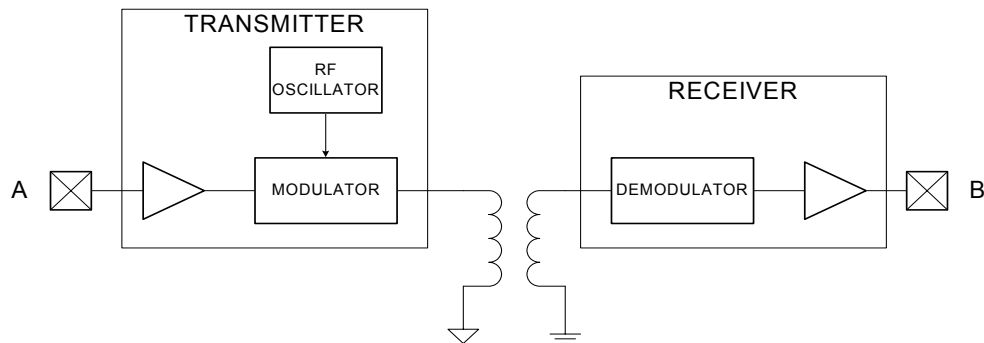 TRANSMITTER
RF
OSCILLATOR
RECEIVER
A
MODULATOR
DEMODULATOR
B